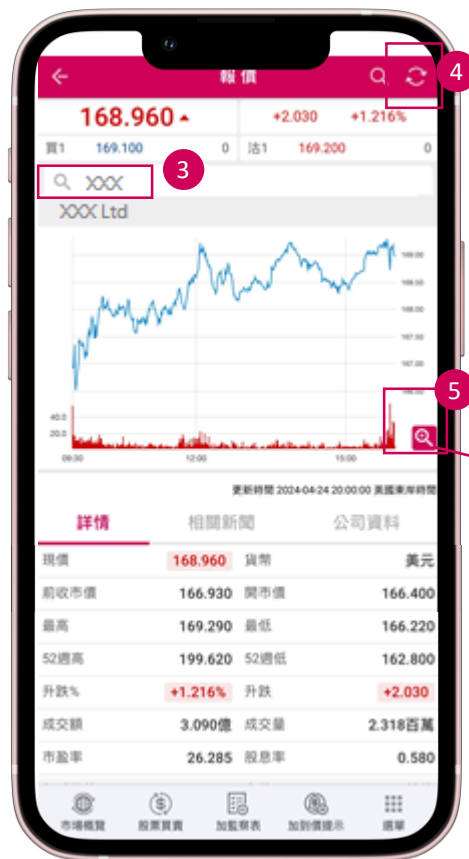 報價
4
168.960 +2.030 +1.216%
買1 169.100 0 沽1 169.200 0
XXX 3
XXX Ltd
169.00
168.50
168.00
167.50
167.00
5
40.0
20.0
09:30 12:00 15:00
更新時間 2024-04-24 20:00:00 美國東岸時間
詳情 相關新聞 公司資料
現價 168.960 貨幣 美元
前收市價 166.930 開市價 166.400
最高 169.290 最低 166.220
52週高 199.620 52週低 162.800
升跌% +1.216% 升跌 +2.030
成交額 3.090億 成交量 2.318百萬
市盈率 26.285 股息率 0.580
市場概覽 股票買賣 加監察表 加到價提示 選單